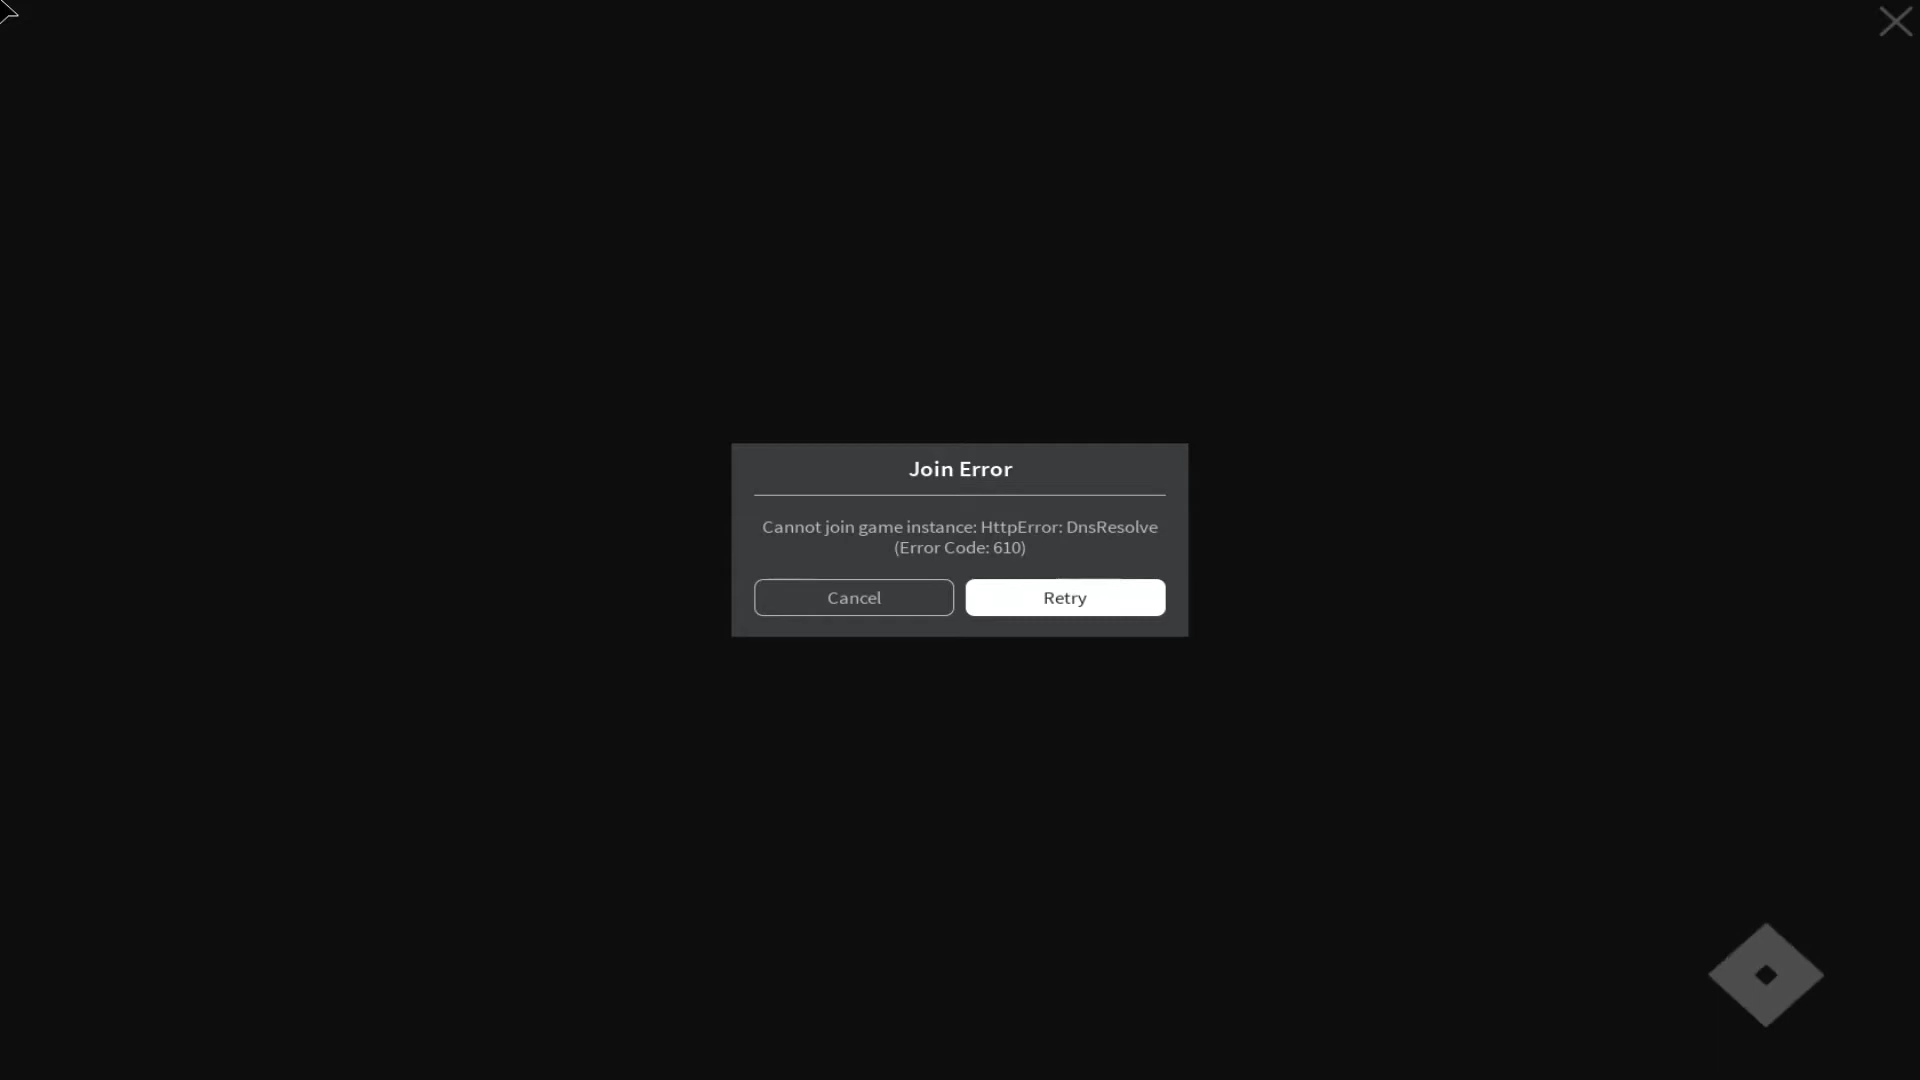 Join Error
Cannot join game instance: HttpError: DnsResolve
(Error Code: 610)
Cancel
Retry